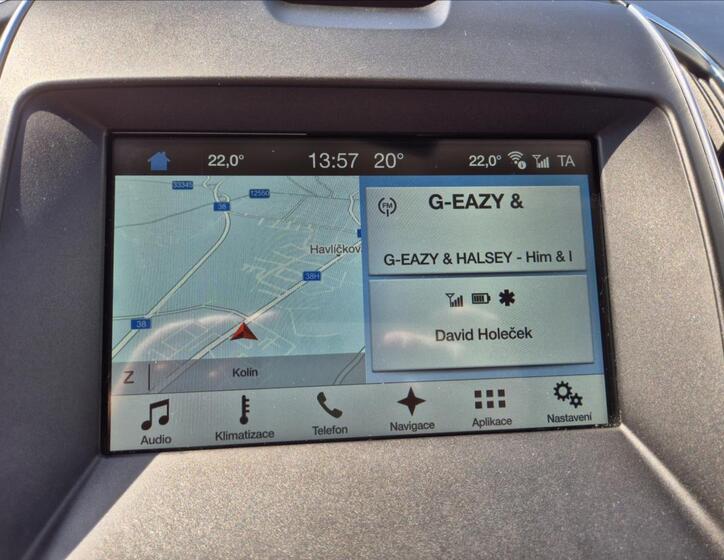 22,0° 13:57 20° 22,0° TA
33345
12550
38
Havlíčkov
38H
38
Z Kolín
FM
G-EAZY &
G-EAZY & HALSEY - Him & I
David Holeček
Audio Klimatizace Telefon Navigace Aplikace Nastavení